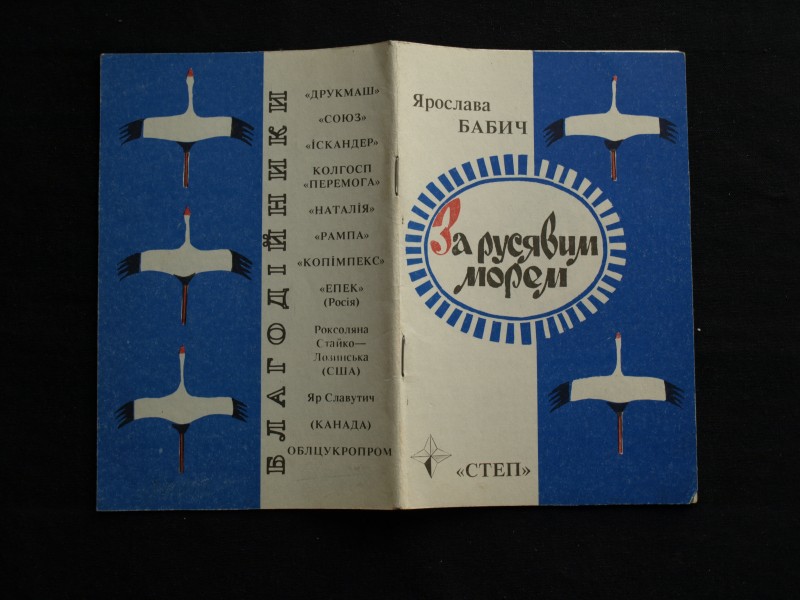 БЛАГОДІЙНИКИ
«ДРУКМАШ»
«СОЮЗ»
«ІСКАНДЕР»
КОЛГОСП
«ПЕРЕМОГА»
«НАТАЛІЯ»
«РАМПА»
«КОПІМПЕКС»
«ЕПЕК»
(Росія)
Роксоляна
Стайко—
Лозинська
(США)
Яр Славутич
(КАНАДА)
ОБЛЦУКРОПРОМ
Ярослава
БАБИЧ
За русявим
морем
«СТЕП»